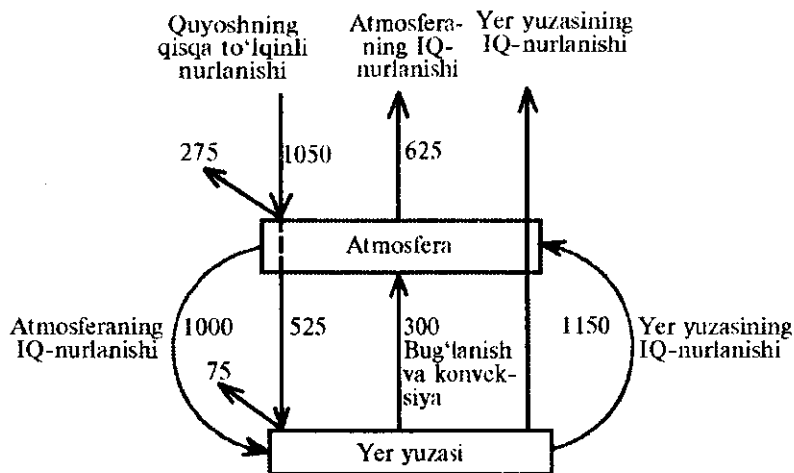 Quyoshning
qisqa to‘lqinli
nurlanishi
Atmosfera-
ning IQ-
nurlanishi
Yer yuzasining
IQ-nurlanishi
275
1050
625
Atmosfera
Atmosferaning
IQ-nurlanishi
1000
525
300
Bug‘lanish
va konvek-
siya
1150
Yer yuzasining
IQ-nurlanishi
75
Yer yuzasi